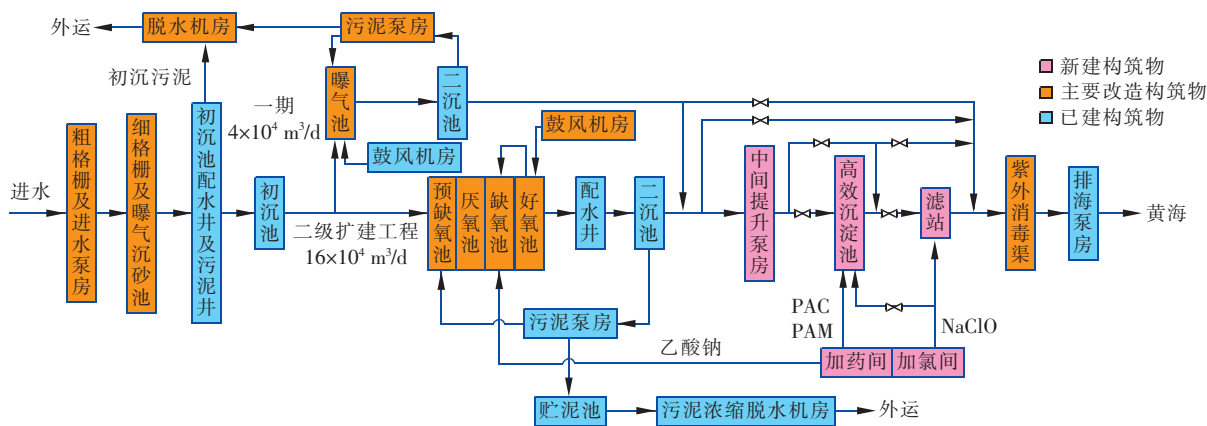 外运
脱水机房
污泥泵房
初沉污泥
曝气池
二沉池
一期
4×10⁴ m³/d
鼓风机房
鼓风机房
新建构筑物
主要改造构筑物
已建构筑物
进水
粗格栅及进水泵房
细格栅及曝气沉砂池
初沉池配水井及污泥井
初沉池
二级扩建工程
16×10⁴ m³/d
预缺氧池
厌氧池
缺氧池
好氧池
配水井
二沉池
中间提升泵房
高效沉淀池
滤站
紫外消毒渠
排海泵房
黄海
污泥泵房
PAC
PAM
NaClO
乙酸钠
加药间
加氯间
贮泥池
污泥浓缩脱水机房
外运